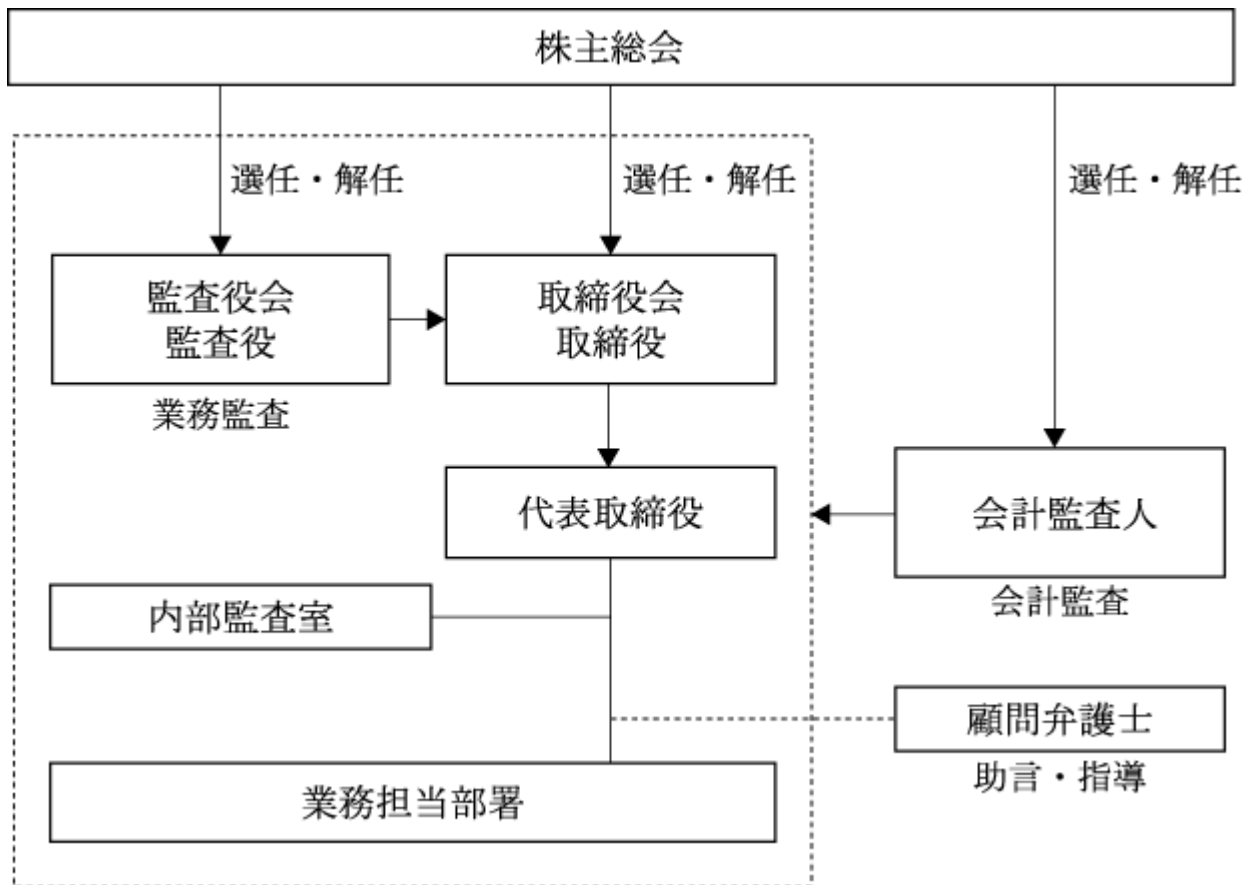 株主総会
選任・解任
選任・解任
選任・解任
監査役会
監査役
取締役会
取締役
業務監査
代表取締役
会計監査人
会計監査
内部監査室
顧問弁護士
助言・指導
業務担当部署